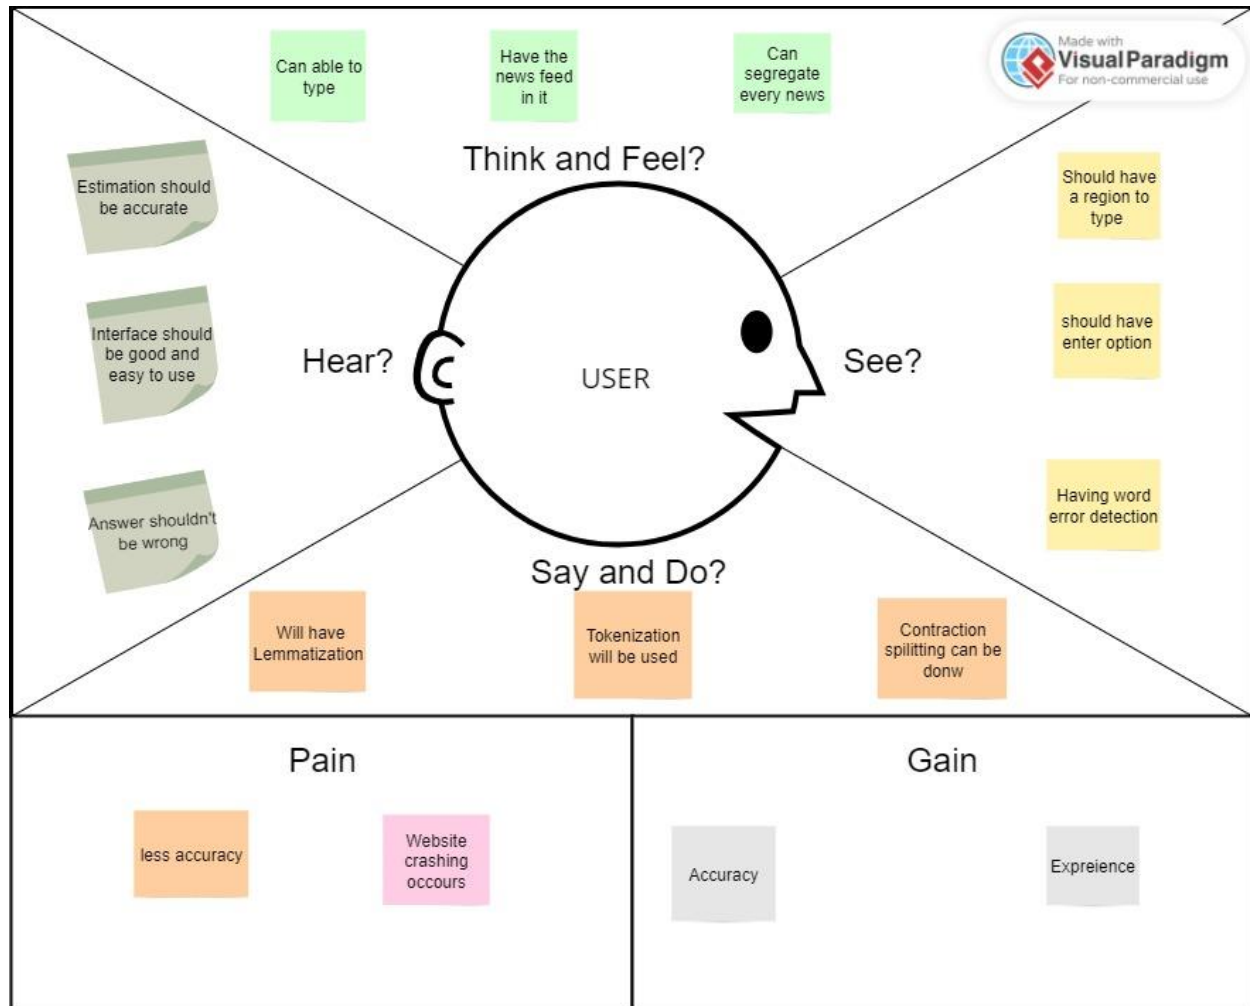 Can able to
type
Have the
news feed
in it
Can
segregate
every news
Made with
Visual Paradigm
For non-commercial use
Think and Feel?
Estimation should
be accurate
Interface should
be good and
easy to use
Answer shouldn't
be wrong
Hear?
USER
See?
Should have
a region to
type
should have
enter option
Having word
error detection
Say and Do?
Will have
Lemmatization
Tokenization
will be used
Contraction
spilitting can be
donw
Pain
less accuracy
Website
crashing
occours
Gain
Accuracy
Expreience